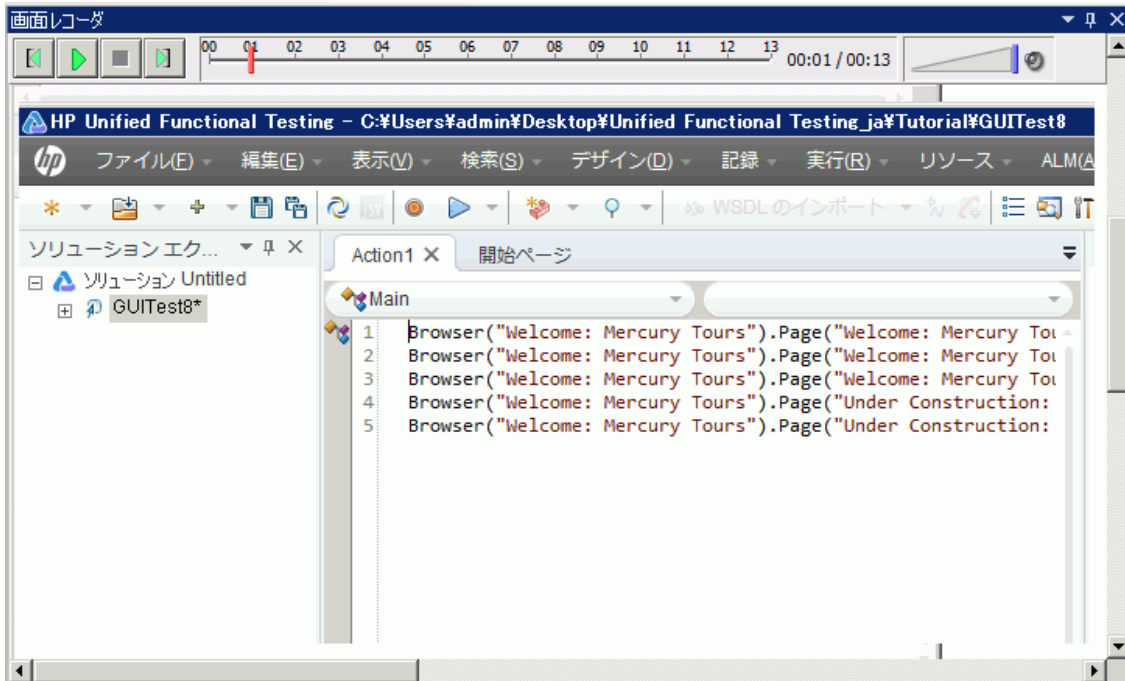 画面レコーダ
00 01 02 03 04 05 06 07 08 09 10 11 12 13 00:01 / 00:13
HP Unified Functional Testing - C:¥Users¥admin¥Desktop¥Unified Functional Testing_ja¥Tutorial¥GUITest8
hp ファイル(F) 編集(E) 表示(V) 検索(S) デザイン(D) 記録 実行(R) リソース ALM(A
WSDL のインポート
ソリューション エク... Action1 開始ページ
ソリューション Untitled
GUITest8*
Main
1 Browser("Welcome: Mercury Tours").Page("Welcome: Mercury Tou
2 Browser("Welcome: Mercury Tours").Page("Welcome: Mercury Tou
3 Browser("Welcome: Mercury Tours").Page("Welcome: Mercury Tou
4 Browser("Welcome: Mercury Tours").Page("Under Construction:
5 Browser("Welcome: Mercury Tours").Page("Under Construction: